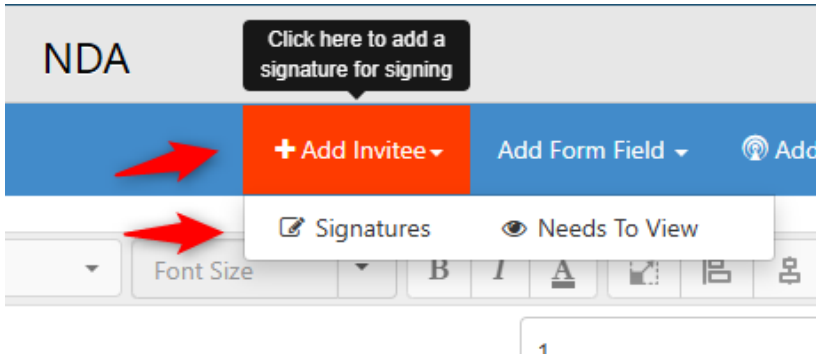 NDA
Click here to add a
signature for signing
Add Invitee
Add Form Field
Add
Signatures
Needs To View
Font Size
B I A
1